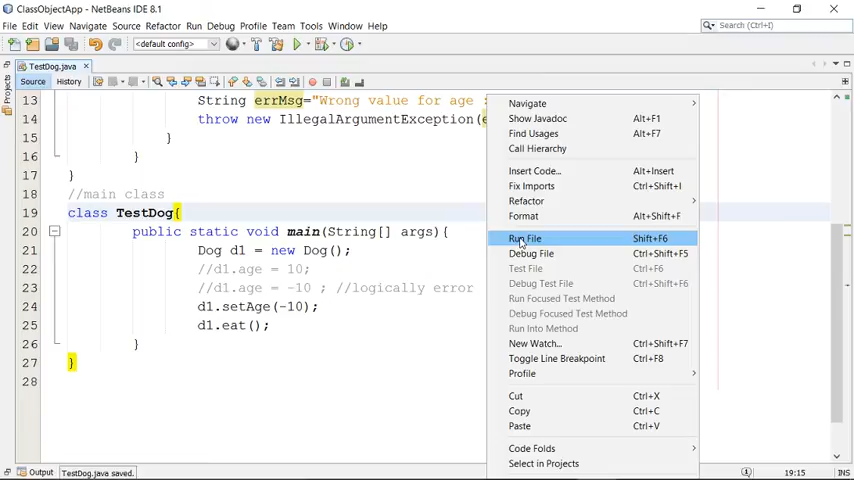 ClassObjectApp - NetBeans IDE 8.1
File Edit View Navigate Source Refactor Run Debug Profile Team Tools Window Help
Search (Ctrl+I)
<default config>
TestDog.java
Projects
Source History
13 String errMsg="Wrong value for age :
14 throw new IllegalArgumentException(e
15 }
16 }
17 }
18 //main class
19 class TestDog{
20 public static void main(String[] args){
21 Dog d1 = new Dog();
22 //d1.age = 10;
23 //d1.age = -10 ; //logically error
24 d1.setAge(-10);
25 d1.eat();
26 }
27 }
28
Navigate
Show Javadoc Alt+F1
Find Usages Alt+F7
Call Hierarchy
Insert Code... Alt+Insert
Fix Imports Ctrl+Shift+I
Refactor
Format Alt+Shift+F
Run File Shift+F6
Debug File Ctrl+Shift+F5
Test File Ctrl+F6
Debug Test File Ctrl+Shift+F6
Run Focused Test Method
Debug Focused Test Method
Run Into Method
New Watch... Ctrl+Shift+F7
Toggle Line Breakpoint Ctrl+F8
Profile
Cut Ctrl+X
Copy Ctrl+C
Paste Ctrl+V
Code Folds
Select in Projects
Output TestDog.java saved. 19:15 INS